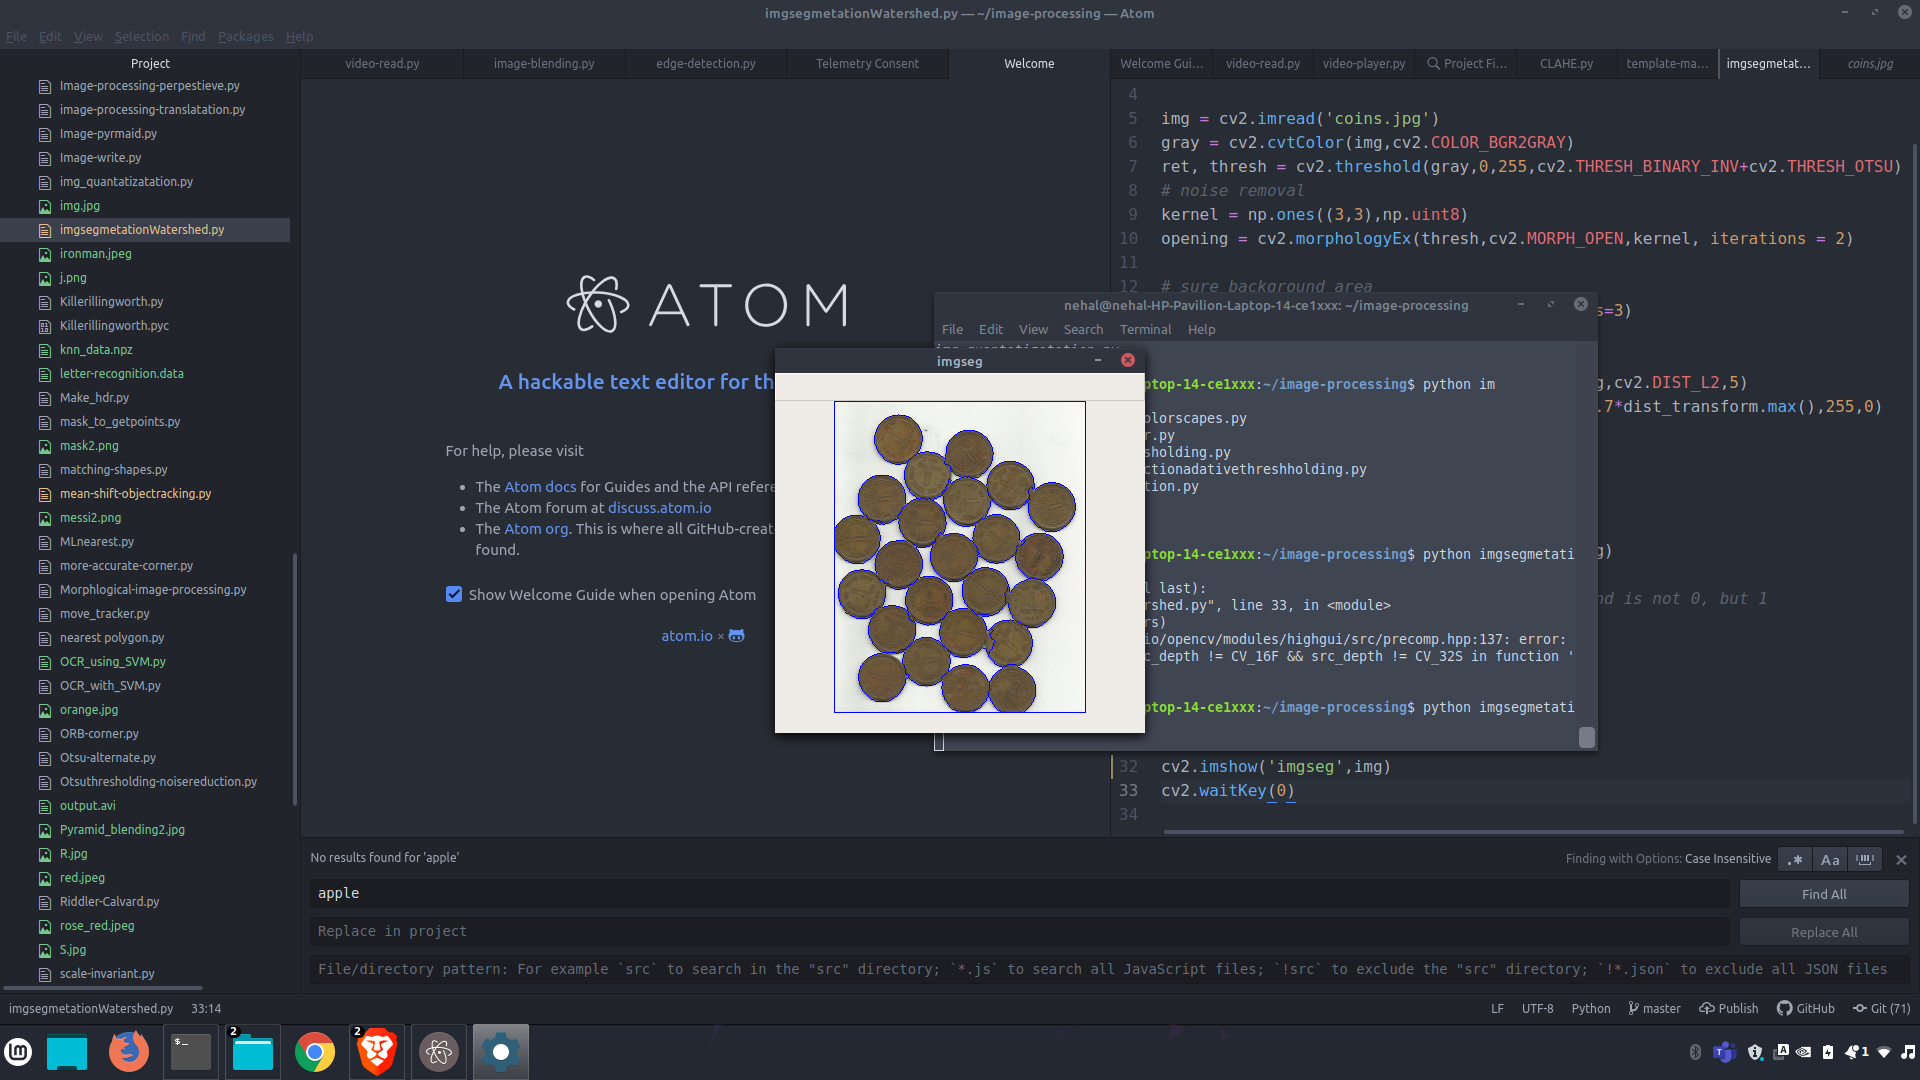 imgsegmetationWatershed.py — ~/image-processing — Atom
File Edit View Selection Find Packages Help
Project
Image-processing-perpestieve.py
image-processing-translatation.py
Image-pyrmaid.py
Image-write.py
img_quantatizatation.py
img.jpg
imgsegmetationWatershed.py
ironman.jpeg
j.png
Killerillingworth.py
Killerillingworth.pyc
knn_data.npz
letter-recognition.data
Make_hdr.py
mask_to_getpoints.py
mask2.png
matching-shapes.py
mean-shift-objectracking.py
messi2.png
MLnearest.py
more-accurate-corner.py
Morphlogical-image-processing.py
move_tracker.py
nearest polygon.py
OCR_using_SVM.py
OCR_with_SVM.py
orange.jpg
ORB-corner.py
Otsu-alternate.py
Otsuthresholding-noisereduction.py
output.avi
Pyramid_blending2.jpg
R.jpg
red.jpeg
Riddler-Calvard.py
rose_red.jpeg
S.jpg
scale-invariant.py
video-read.py image-blending.py edge-detection.py Telemetry Consent Welcome
ATOM
A hackable text editor for th
For help, please visit
• The Atom docs for Guides and the API refere
• The Atom forum at discuss.atom.io
• The Atom org. This is where all GitHub-creat
found.
Show Welcome Guide when opening Atom
atom.io ×
Welcome Gui... video-read.py video-player.py Project Fi... CLAHE.py template-ma... imgsegmetat... coins.jpg
4
5 img = cv2.imread('coins.jpg')
6 gray = cv2.cvtColor(img,cv2.COLOR_BGR2GRAY)
7 ret, thresh = cv2.threshold(gray,0,255,cv2.THRESH_BINARY_INV+cv2.THRESH_OTSU)
8 # noise removal
9 kernel = np.ones((3,3),np.uint8)
10 opening = cv2.morphologyEx(thresh,cv2.MORPH_OPEN,kernel, iterations = 2)
11
12 # sure background area
s=3)
g,cv2.DIST_L2,5)
.7*dist_transform.max(),255,0)
g)
nd is not 0, but 1
32 cv2.imshow('imgseg',img)
33 cv2.waitKey(0)
34
nehal@nehal-HP-Pavilion-Laptop-14-ce1xxx: ~/image-processing
File Edit View Search Terminal Help
ptop-14-ce1xxx:~/image-processing$ python im
olorscapes.py
r.py
sholding.py
ctionadativethreshholding.py
tion.py
ptop-14-ce1xxx:~/image-processing$ python imgsegmetati
l last):
rshed.py", line 33, in <module>
rs)
io/opencv/modules/highgui/src/precomp.hpp:137: error:
c_depth != CV_16F && src_depth != CV_32S in function '
ptop-14-ce1xxx:~/image-processing$ python imgsegmetati
imgseg
No results found for 'apple'
Finding with Options: Case Insensitive
.* Aa
apple
Find All
Replace in project
Replace All
File/directory pattern: For example `src` to search in the "src" directory; `*.js` to search all JavaScript files; `!src` to exclude the "src" directory; `!*.json` to exclude all JSON files
imgsegmetationWatershed.py 33:14
LF UTF-8 Python master Publish GitHub Git (71)
$_ 2 2
A 1